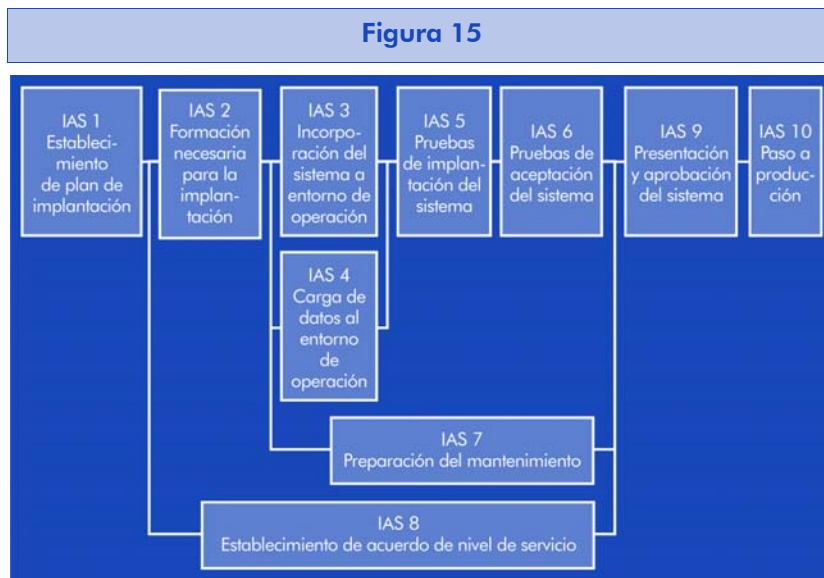 Figura 15
IAS 1
Estableci-
miento
de plan de
implantación
IAS 2
Formación
necesaria
para la
implan-
tación
IAS 3
Incorpo-
ración del
sistema a
entorno de
operación
IAS 4
Carga de
datos al
entorno
de
operación
IAS 5
Pruebas
de implan-
tación del
sistema
IAS 6
Pruebas de
aceptación
del sistema
IAS 7
Preparación del mantenimiento
IAS 8
Establecimiento de acuerdo de nivel de servicio
IAS 9
Presentación
y aprobación
del sistema
IAS 10
Paso a
produc-
ción